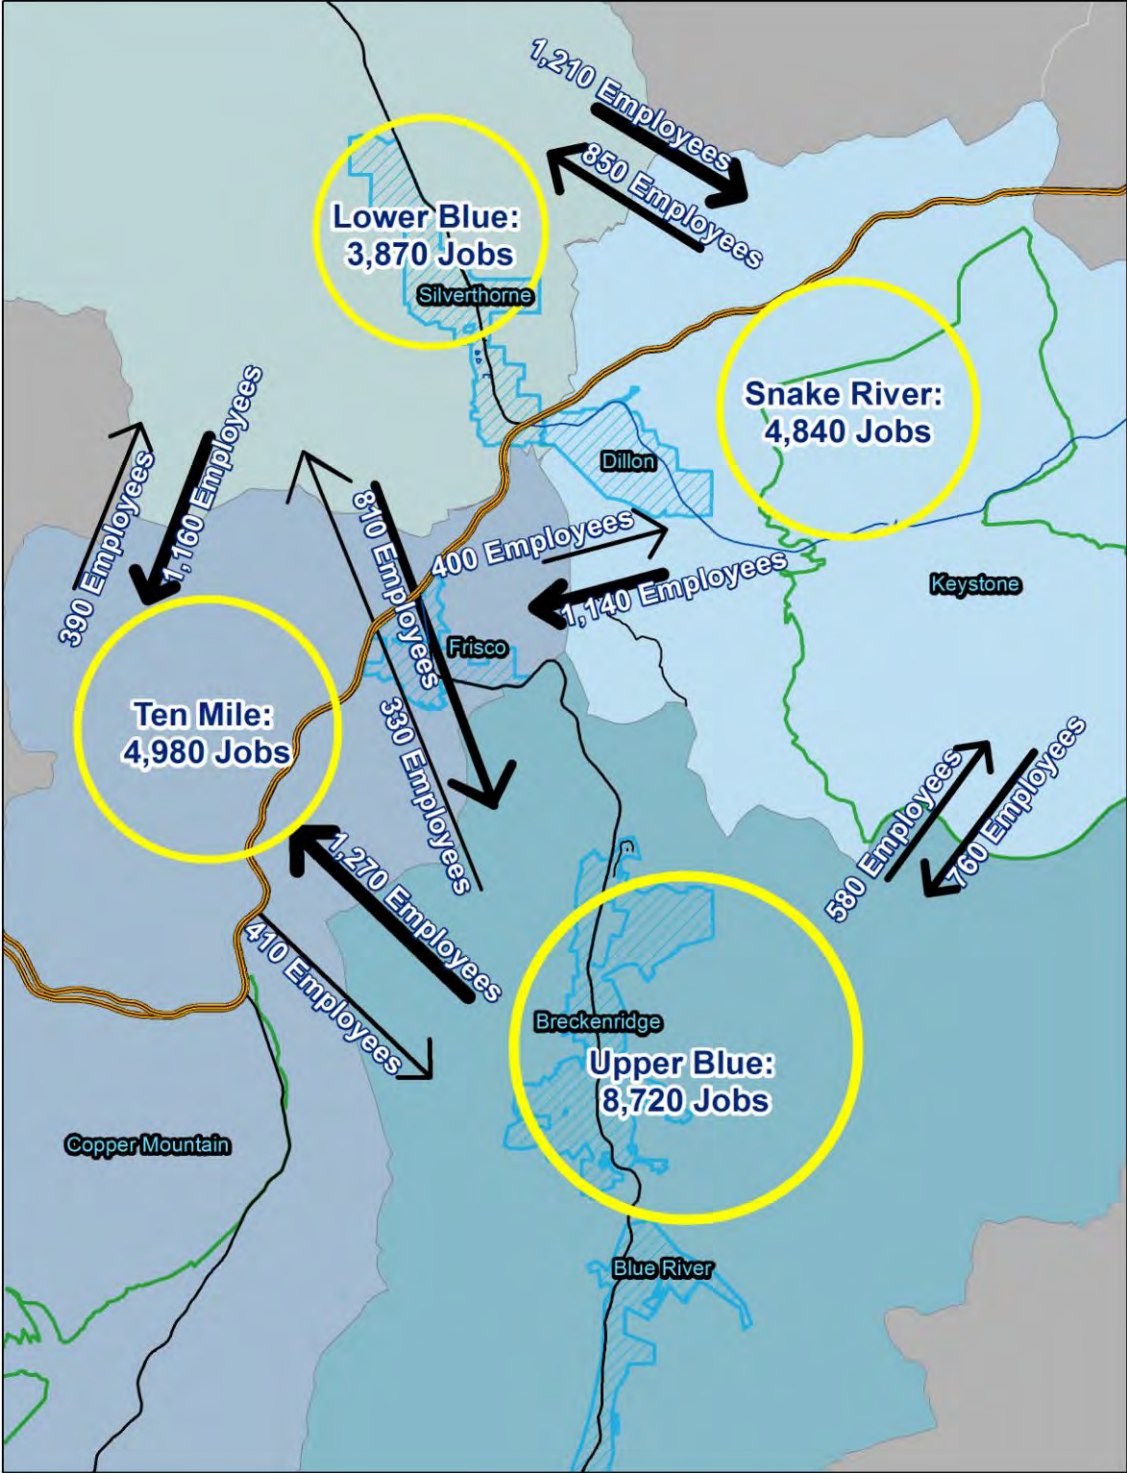 1,210 Employees
850 Employees
Lower Blue:
3,870 Jobs
Silverthorne
Snake River:
4,840 Jobs
Dillon
390 Employees
1,160 Employees
810 Employees
400 Employees
1,140 Employees
Keystone
Frisco
330 Employees
Ten Mile:
4,980 Jobs
580 Employees
760 Employees
1,270 Employees
410 Employees
Breckenridge
Upper Blue:
8,720 Jobs
Copper Mountain
Blue River